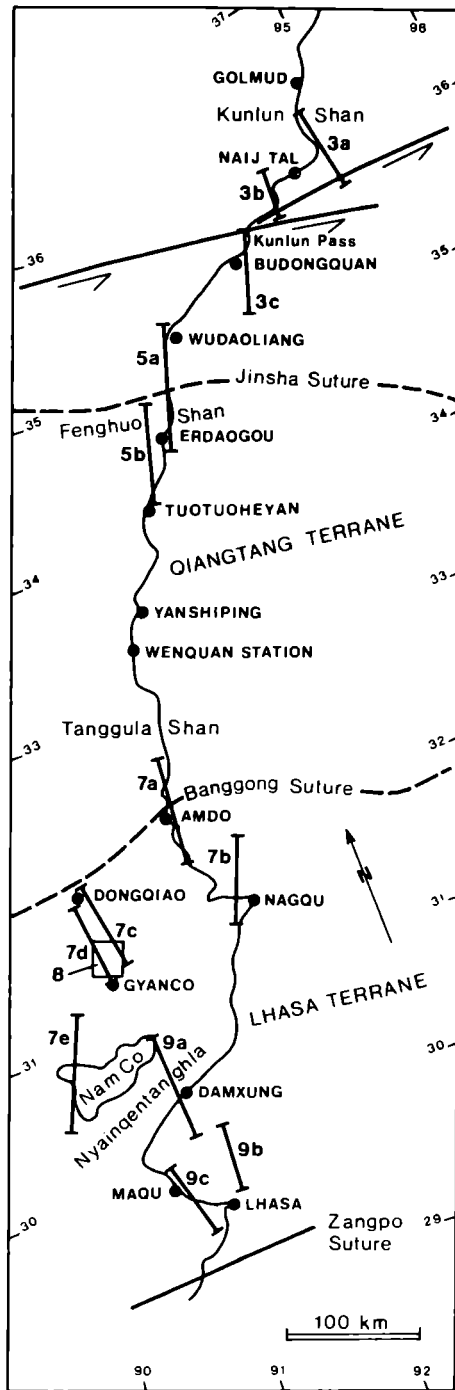 37 95 96
GOLMUD
36
Kunlun Shan
3a
NAIJ TAL
3b
Kunlun Pass
35
36
BUDONGQUAN
3c
WUDAOLIANG
5a
Jinsha Suture
34
35
Fenghuo Shan
ERDAOGOU
5b
TUOTUOHEYAN
QIANGTANG TERRANE
33
34
YANSHIPING
WENQUAN STATION
Tanggula Shan
32
33
7a
Banggong Suture
AMDO
7b
N
DONGQIAO
NAGQU
31
7c
7d
8
GYANCO
LHASA TERRANE
7e
9a
30
31
Nam Co
Nyainqentanghla
DAMXUNG
9b
9c
MAQU
LHASA
29
30
Zangpo
Suture
100 km
90 91 92